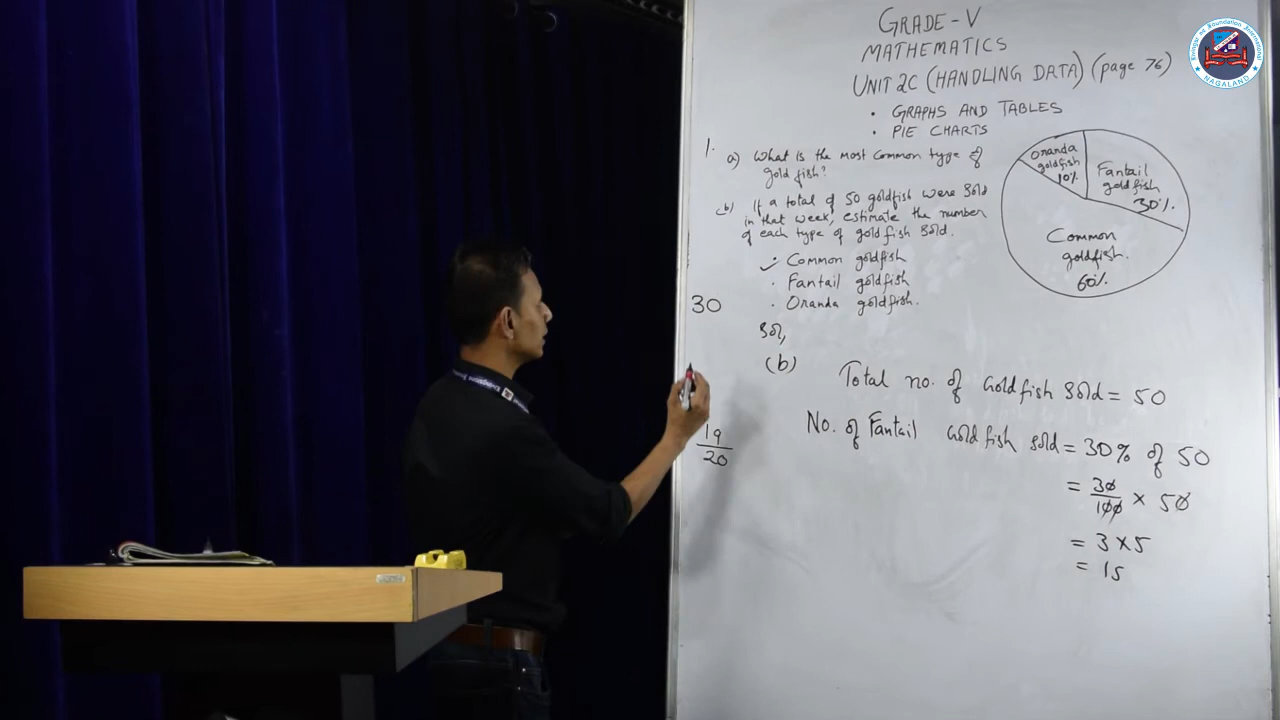 GRADE-V
MATHEMATICS
UNIT 2C (HANDLING DATA) (page 76)
• GRAPHS AND TABLES
• PIE CHARTS
1.
a) What is the most common type of
gold fish?
(b) If a total of 50 goldfish were sold
in that week, estimate the number
of each type of goldfish sold.
• Common goldfish
• Fantail goldfish
• Oranda goldfish.
Oranda
goldfish
10%
Fantail
goldfish
30%.
Common
goldfish.
60%
30
Sol,
(b)
Total no. of Goldfish Sold = 50
No. of Fantail Goldfish sold = 30% of 50
= 30/100 × 50
= 3 × 5
= 15
19
20
NAGALAND